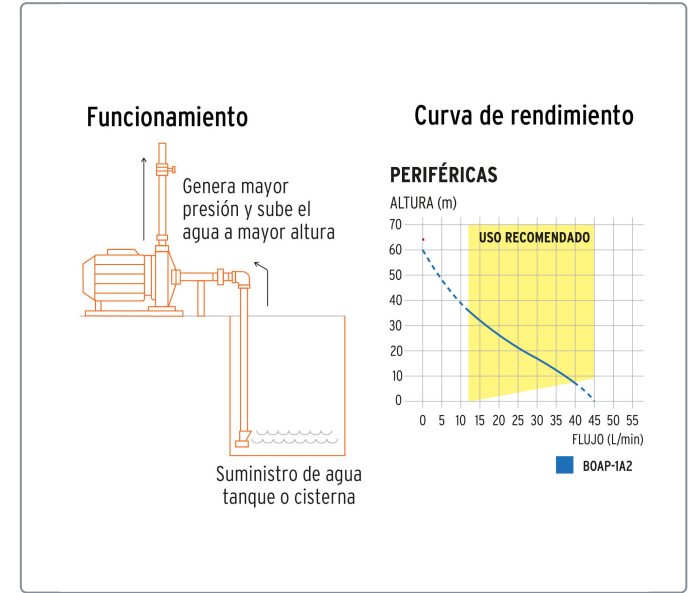 Funcionamiento
Genera mayor
presión y sube el
agua a mayor altura
Suministro de agua
tanque o cisterna
Curva de rendimiento
PERIFÉRICAS
ALTURA (m)
USO RECOMENDADO
70
60
50
40
30
20
10
0
0 5 10 15 20 25 30 35 40 45 50 55
FLUJO (L/min)
BOAP-1A2